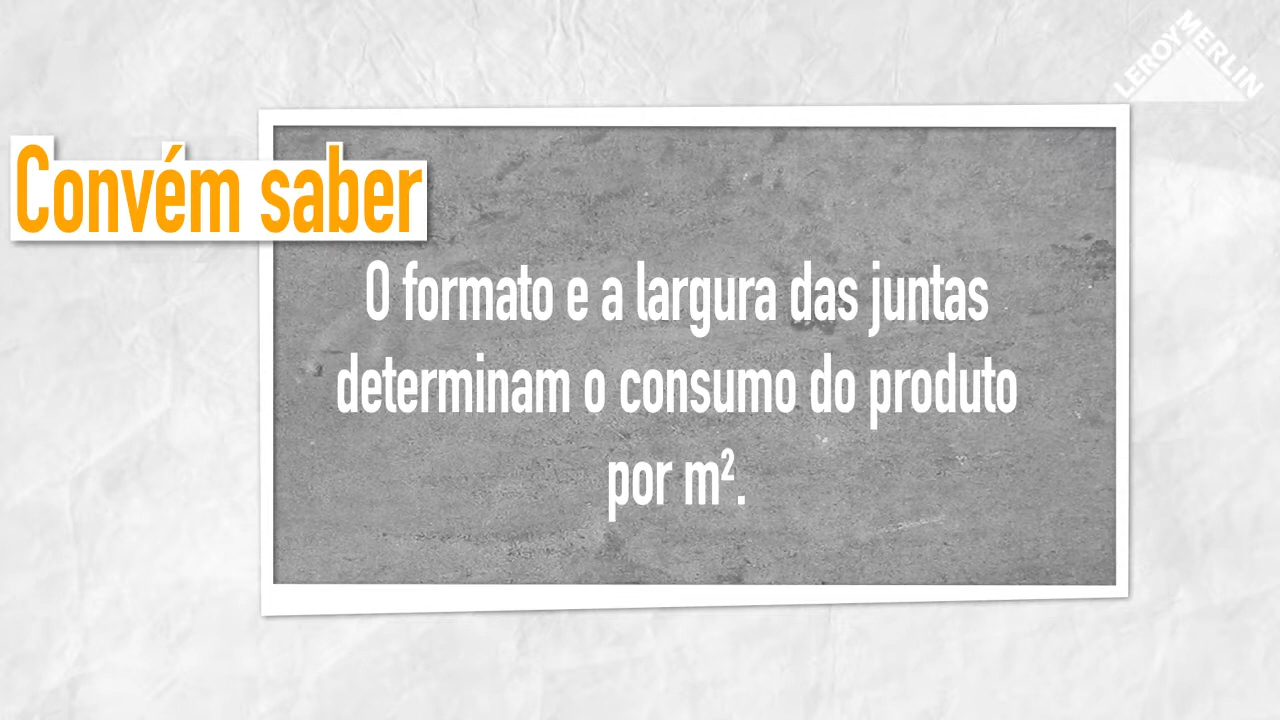 LEROY MERLIN
Convém saber
O formato e a largura das juntas
determinam o consumo do produto
por m².